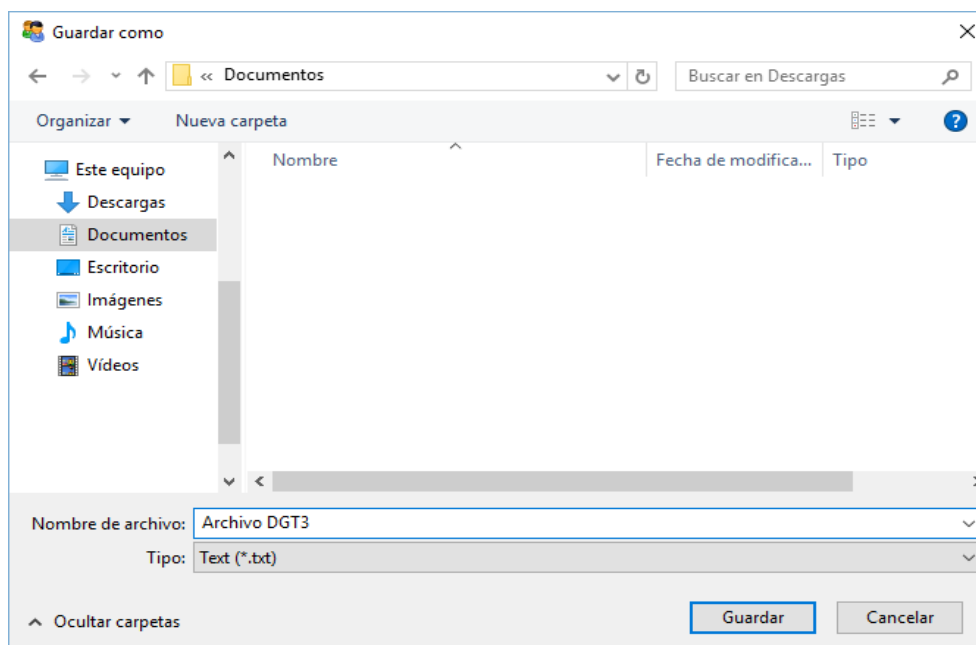 Guardar como
« Documentos
Buscar en Descargas
Organizar
Nueva carpeta
Nombre
Fecha de modifica...
Tipo
Este equipo
Descargas
Documentos
Escritorio
Imágenes
Música
Vídeos
Nombre de archivo: Archivo DGT3
Tipo: Text (*.txt)
Ocultar carpetas
Guardar
Cancelar